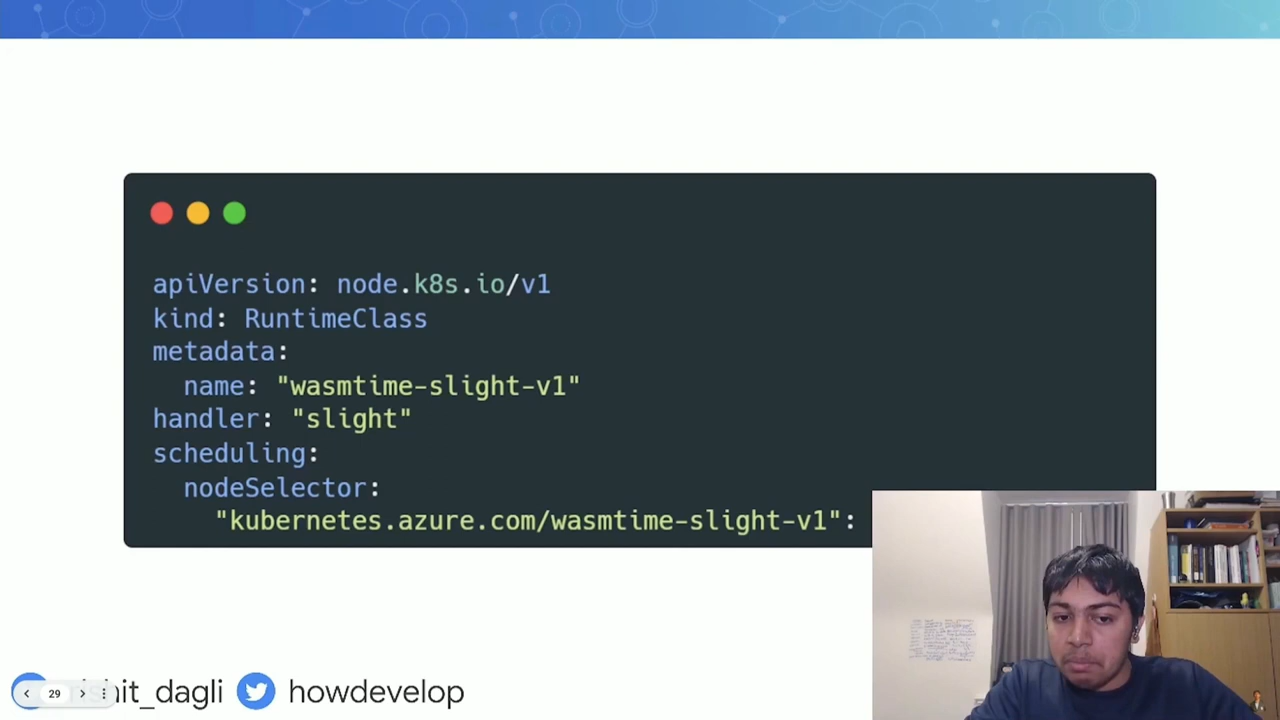 apiVersion: node.k8s.io/v1
kind: RuntimeClass
metadata:
  name: "wasmtime-slight-v1"
handler: "slight"
scheduling:
  nodeSelector:
    "kubernetes.azure.com/wasmtime-slight-v1":
29 hit_dagli howdevelop